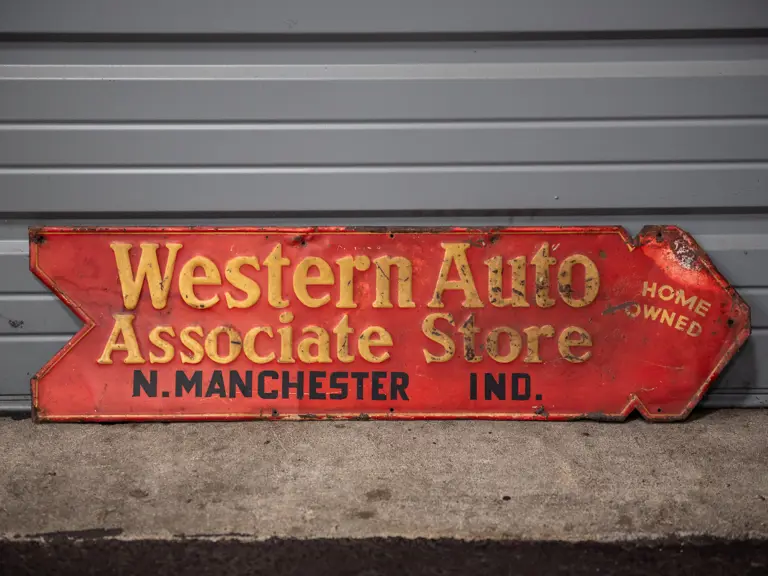 Western Auto
Associate Store
N.MANCHESTER IND.
HOME
OWNED